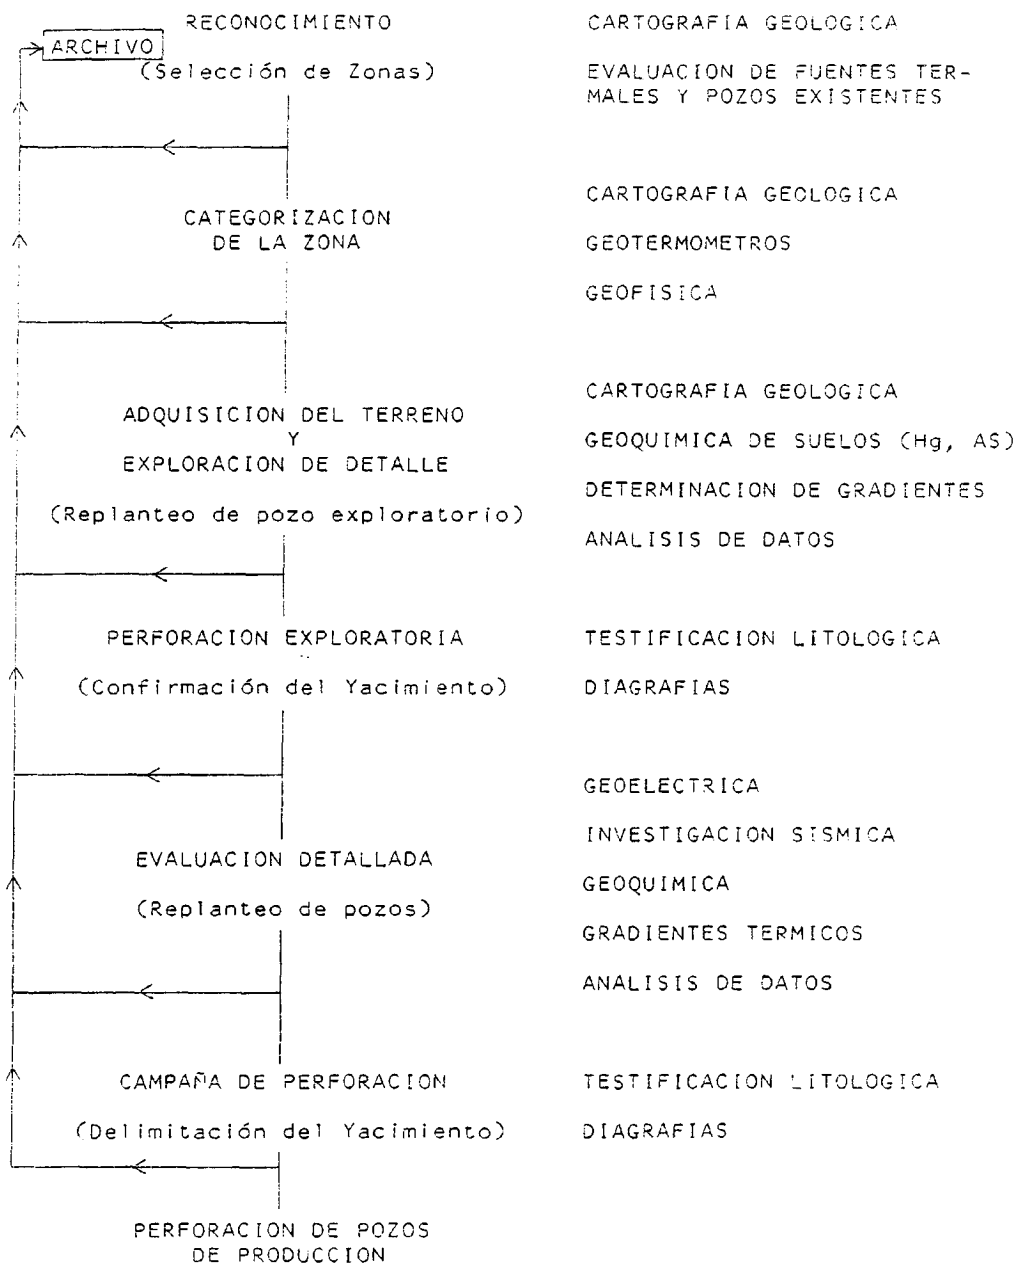 RECONOCIMIENTO
ARCHIVO
(Selección de Zonas)
CARTOGRAFIA GEOLOGICA
EVALUACION DE FUENTES TER-
MALES Y POZOS EXISTENTES
CATEGORIZACION
DE LA ZONA
CARTOGRAFIA GEOLOGICA
GEOTERMOMETROS
GEOFISICA
ADQUISICION DEL TERRENO
Y
EXPLORACION DE DETALLE
(Replanteo de pozo exploratorio)
CARTOGRAFIA GEOLOGICA
GEOQUIMICA DE SUELOS (Hg, AS)
DETERMINACION DE GRADIENTES
ANALISIS DE DATOS
PERFORACION EXPLORATORIA
(Confirmación del Yacimiento)
TESTIFICACION LITOLOGICA
DIAGRAFIAS
EVALUACION DETALLADA
(Replanteo de pozos)
GEOELECTRICA
INVESTIGACION SISMICA
GEOQUIMICA
GRADIENTES TERMICOS
ANALISIS DE DATOS
CAMPAÑA DE PERFORACION
(Delimitación del Yacimiento)
TESTIFICACION LITOLOGICA
DIAGRAFIAS
PERFORACION DE POZOS
DE PRODUCCION